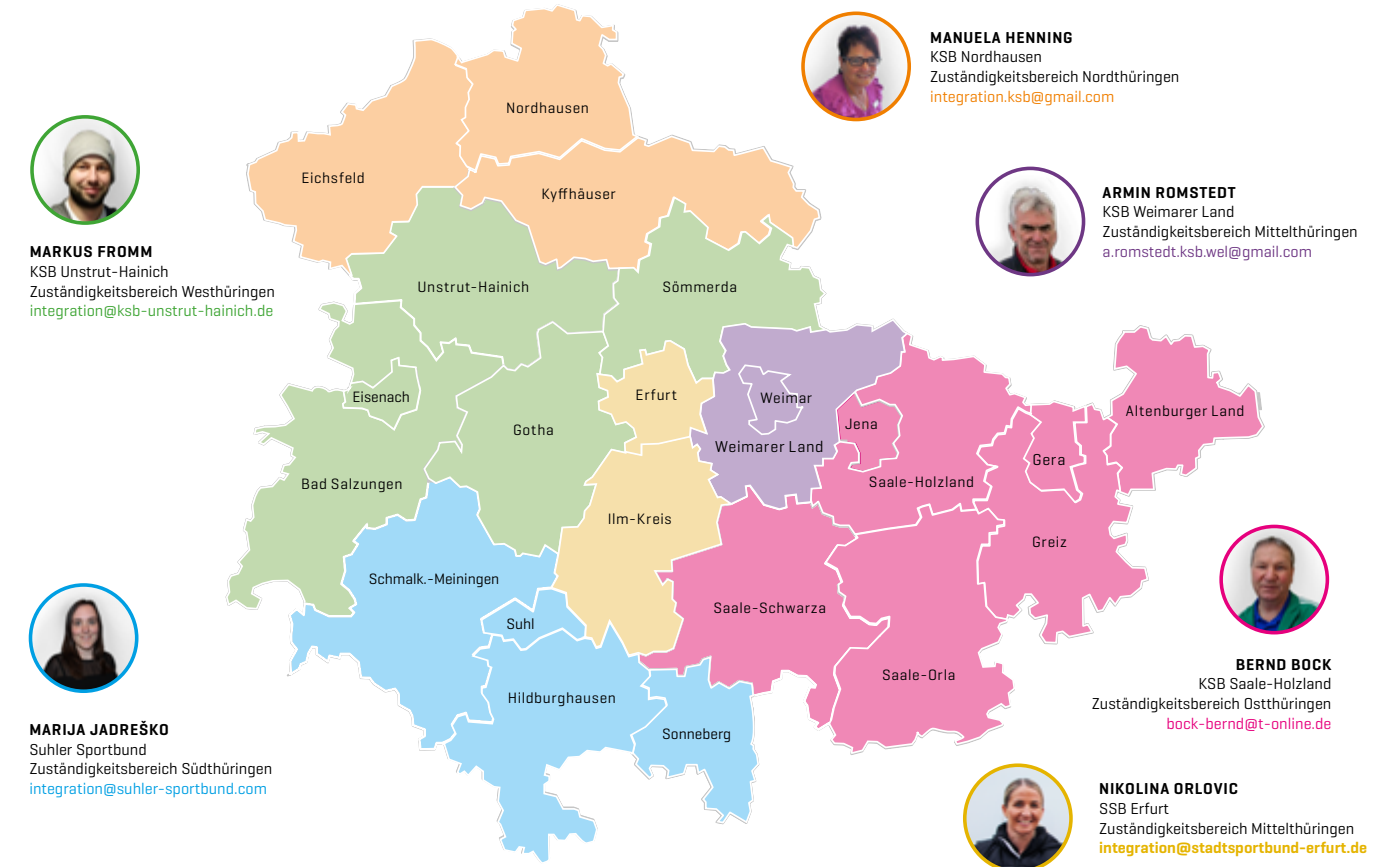 MANUELA HENNING
KSB Nordhausen
Zuständigkeitsbereich Nordthüringen
integration.ksb@gmail.com
Nordhausen
Eichsfeld
Kyffhäuser
MARKUS FROMM
KSB Unstrut-Hainich
Zuständigkeitsbereich Westhüringen
integration@ksb-unstrut-hainich.de
ARMIN ROMSTEDT
KSB Weimarer Land
Zuständigkeitsbereich Mittelthüringen
a.romstedt.ksb.wel@gmail.com
Unstrut-Hainich
Sömmerda
Eisenach
Erfurt
Weimar
Altenburger Land
Gotha
Jena
Weimarer Land
Gera
Bad Salzungen
Saale-Holzland
Ilm-Kreis
Greiz
Schmalk.-Meiningen
Saale-Schwarza
Suhl
Saale-Orla
Hildburghausen
Sonneberg
MARIJA JADREŠKO
Suhler Sportbund
Zuständigkeitsbereich Südthüringen
integration@suhler-sportbund.com
BERND BOCK
KSB Saale-Holzland
Zuständigkeitsbereich Ostthüringen
bock-bernd@t-online.de
NIKOLINA ORLOVIC
SSB Erfurt
Zuständigkeitsbereich Mittelthüringen
integration@stadtsportbund-erfurt.de